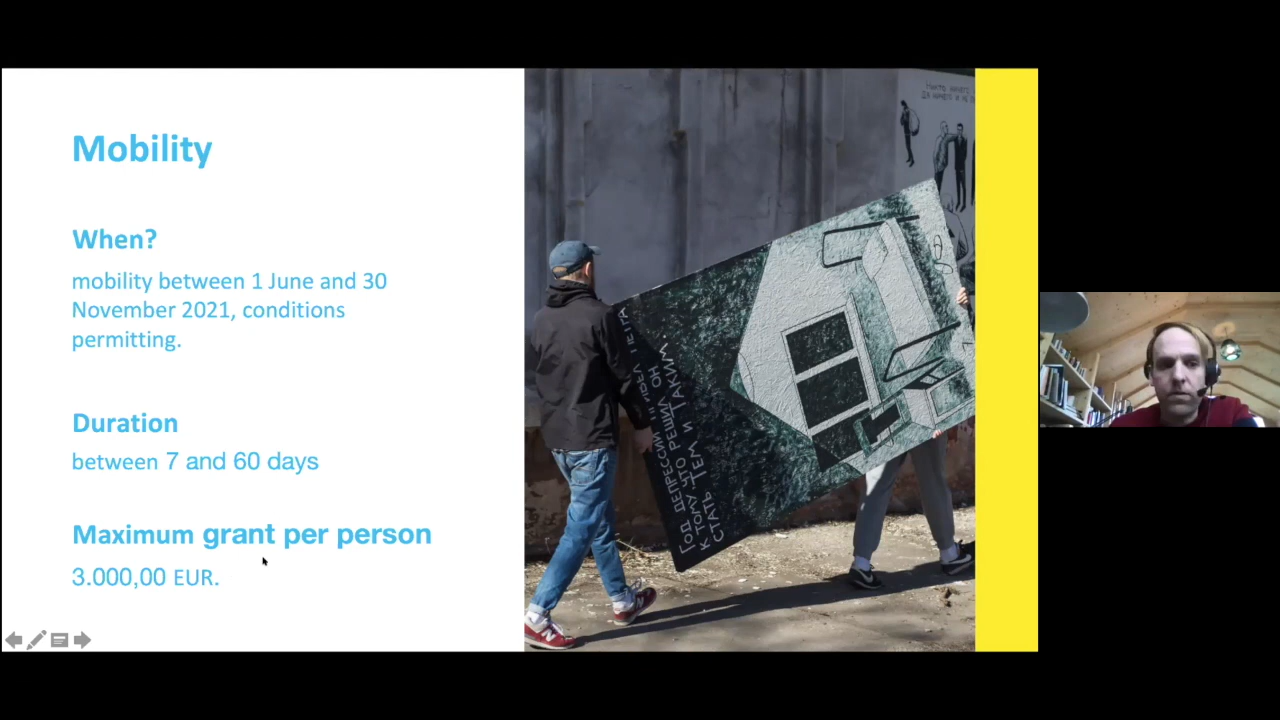 Mobility
When?
mobility between 1 June and 30
November 2021, conditions
permitting.
Duration
between 7 and 60 days
Maximum grant per person
3.000,00 EUR.
ГОД ДЕПРЕССИИ
К ТОМУ, ЧТО РЕШИЛ ОН
СТАТЬ ТЕМ И ТАКИМ.